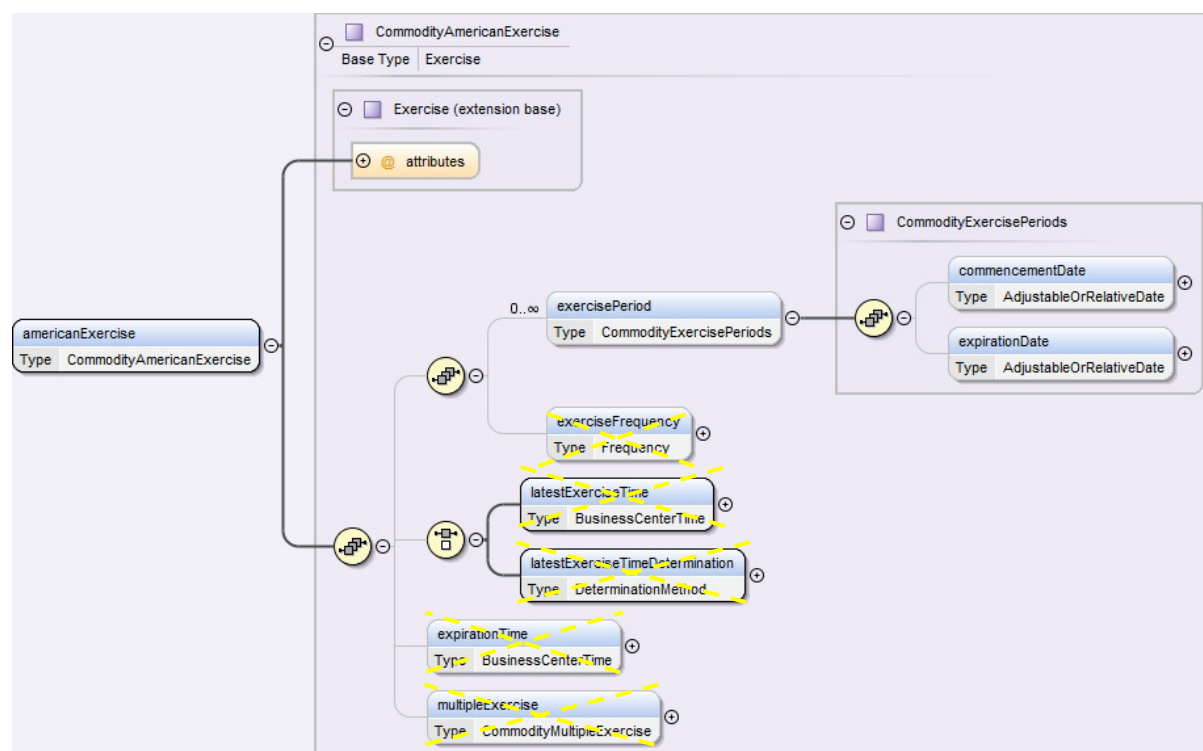 CommodityAmericanExercise
Base Type Exercise
Exercise (extension base)
@ attributes
CommodityExercisePeriods
commencementDate
Type AdjustableOrRelativeDate
0..∞ exercisePeriod
Type CommodityExercisePeriods
expirationDate
Type AdjustableOrRelativeDate
americanExercise
Type CommodityAmericanExercise
exerciseFrequency
Type Frequency
latestExerciseTime
Type BusinessCenterTime
latestExerciseTimeDetermination
Type DeterminationMethod
expirationTime
Type BusinessCenterTime
multipleExercise
Type CommodityMultipleExercise